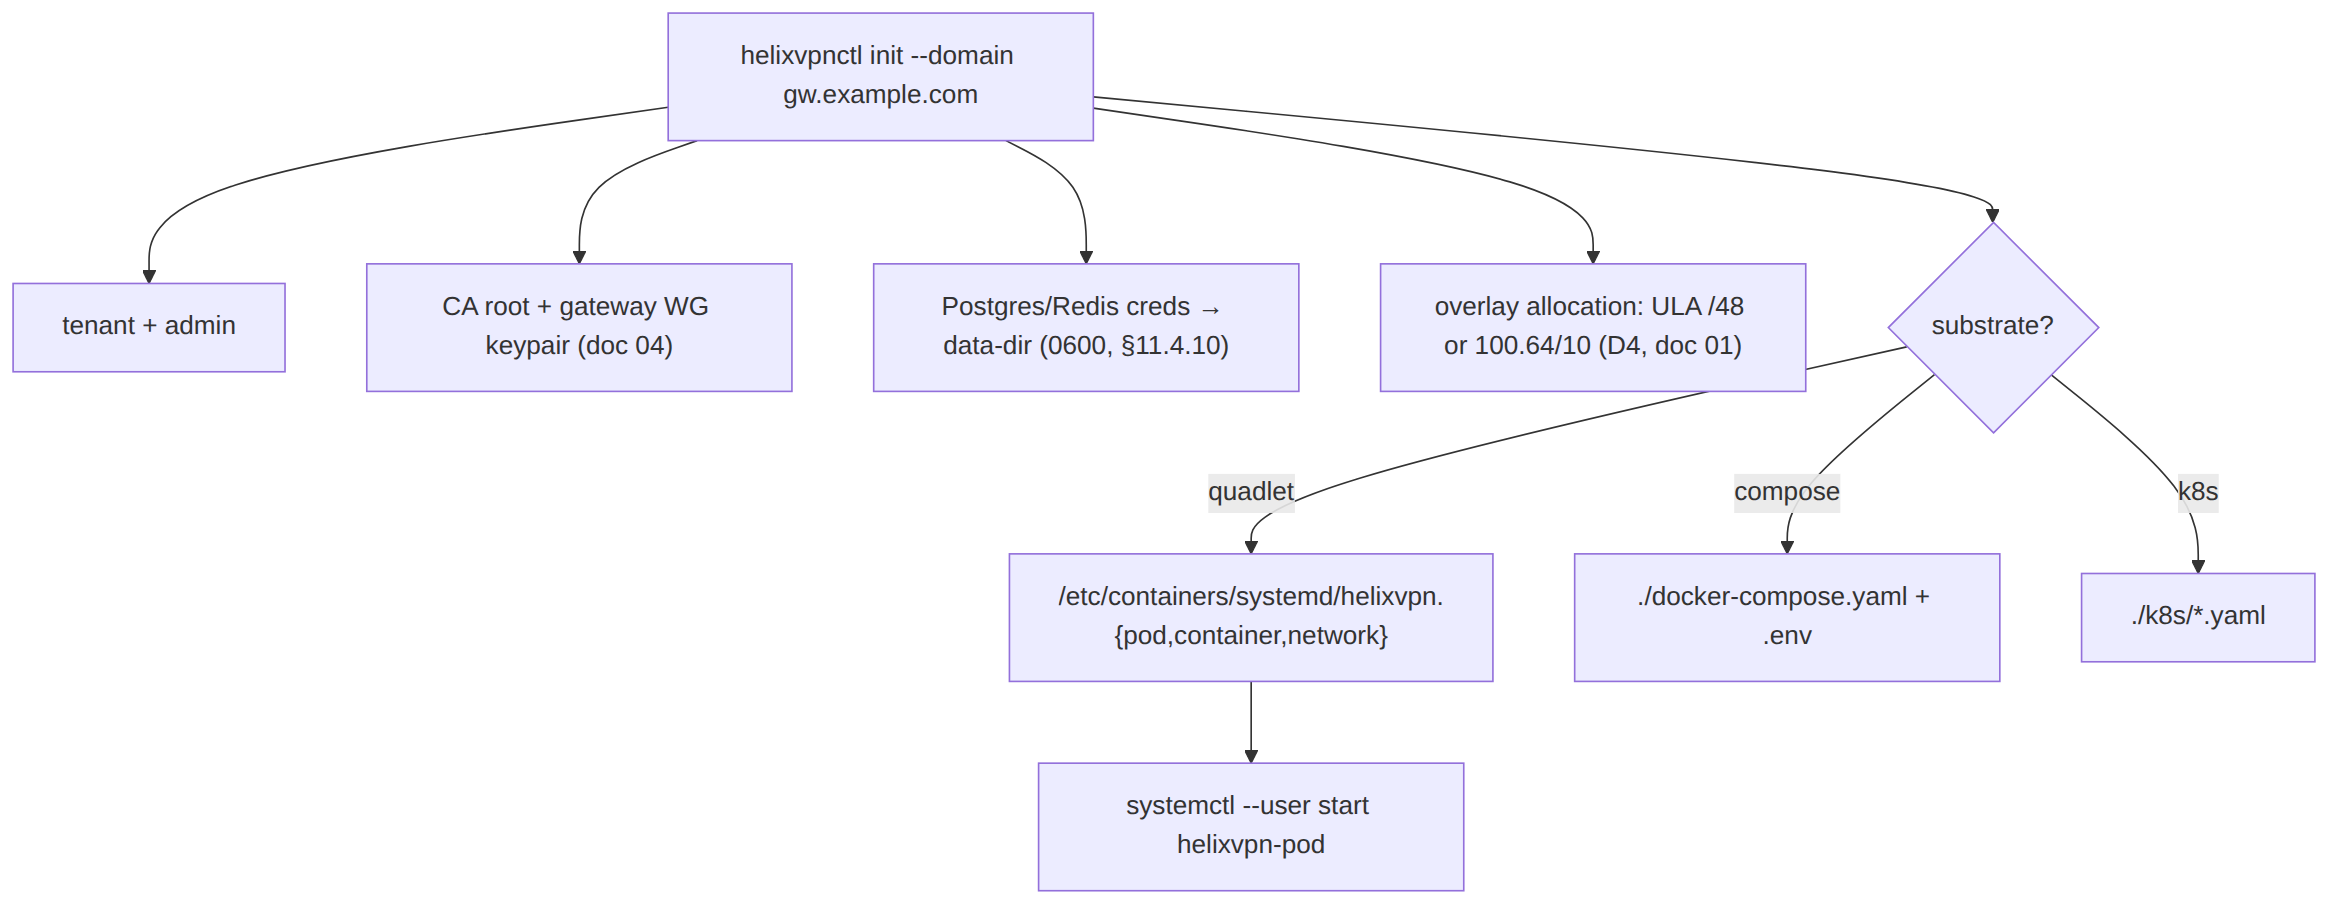 helixvpnctl init --domain
gw.example.com
tenant + admin
CA root + gateway WG
keypair (doc 04)
Postgres/Redis creds →
data-dir (0600, §11.4.10)
overlay allocation: ULA /48
or 100.64/10 (D4, doc 01)
substrate?
quadlet
compose
k8s
/etc/containers/systemd/helixvpn.
{pod,container,network}
./docker-compose.yaml +
.env
./k8s/*.yaml
systemctl --user start
helixvpn-pod